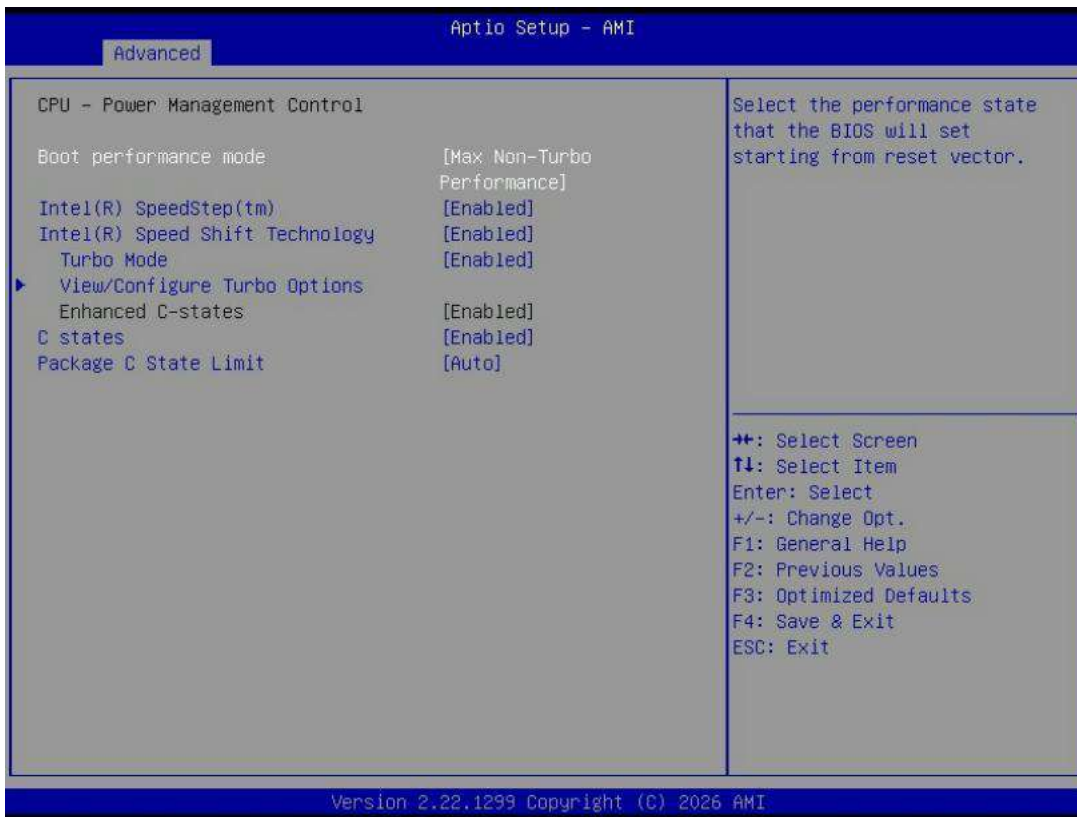 Aptio Setup – AMI
Advanced
CPU – Power Management Control
Boot performance mode [Max Non-Turbo
Performance]
Intel(R) SpeedStep(tm) [Enabled]
Intel(R) Speed Shift Technology [Enabled]
Turbo Mode [Enabled]
View/Configure Turbo Options
Enhanced C-states [Enabled]
C states [Enabled]
Package C State Limit [Auto]
Select the performance state
that the BIOS will set
starting from reset vector.
→←: Select Screen
↑↓: Select Item
Enter: Select
+/-: Change Opt.
F1: General Help
F2: Previous Values
F3: Optimized Defaults
F4: Save & Exit
ESC: Exit
Version 2.22.1299 Copyright (C) 2026 AMI